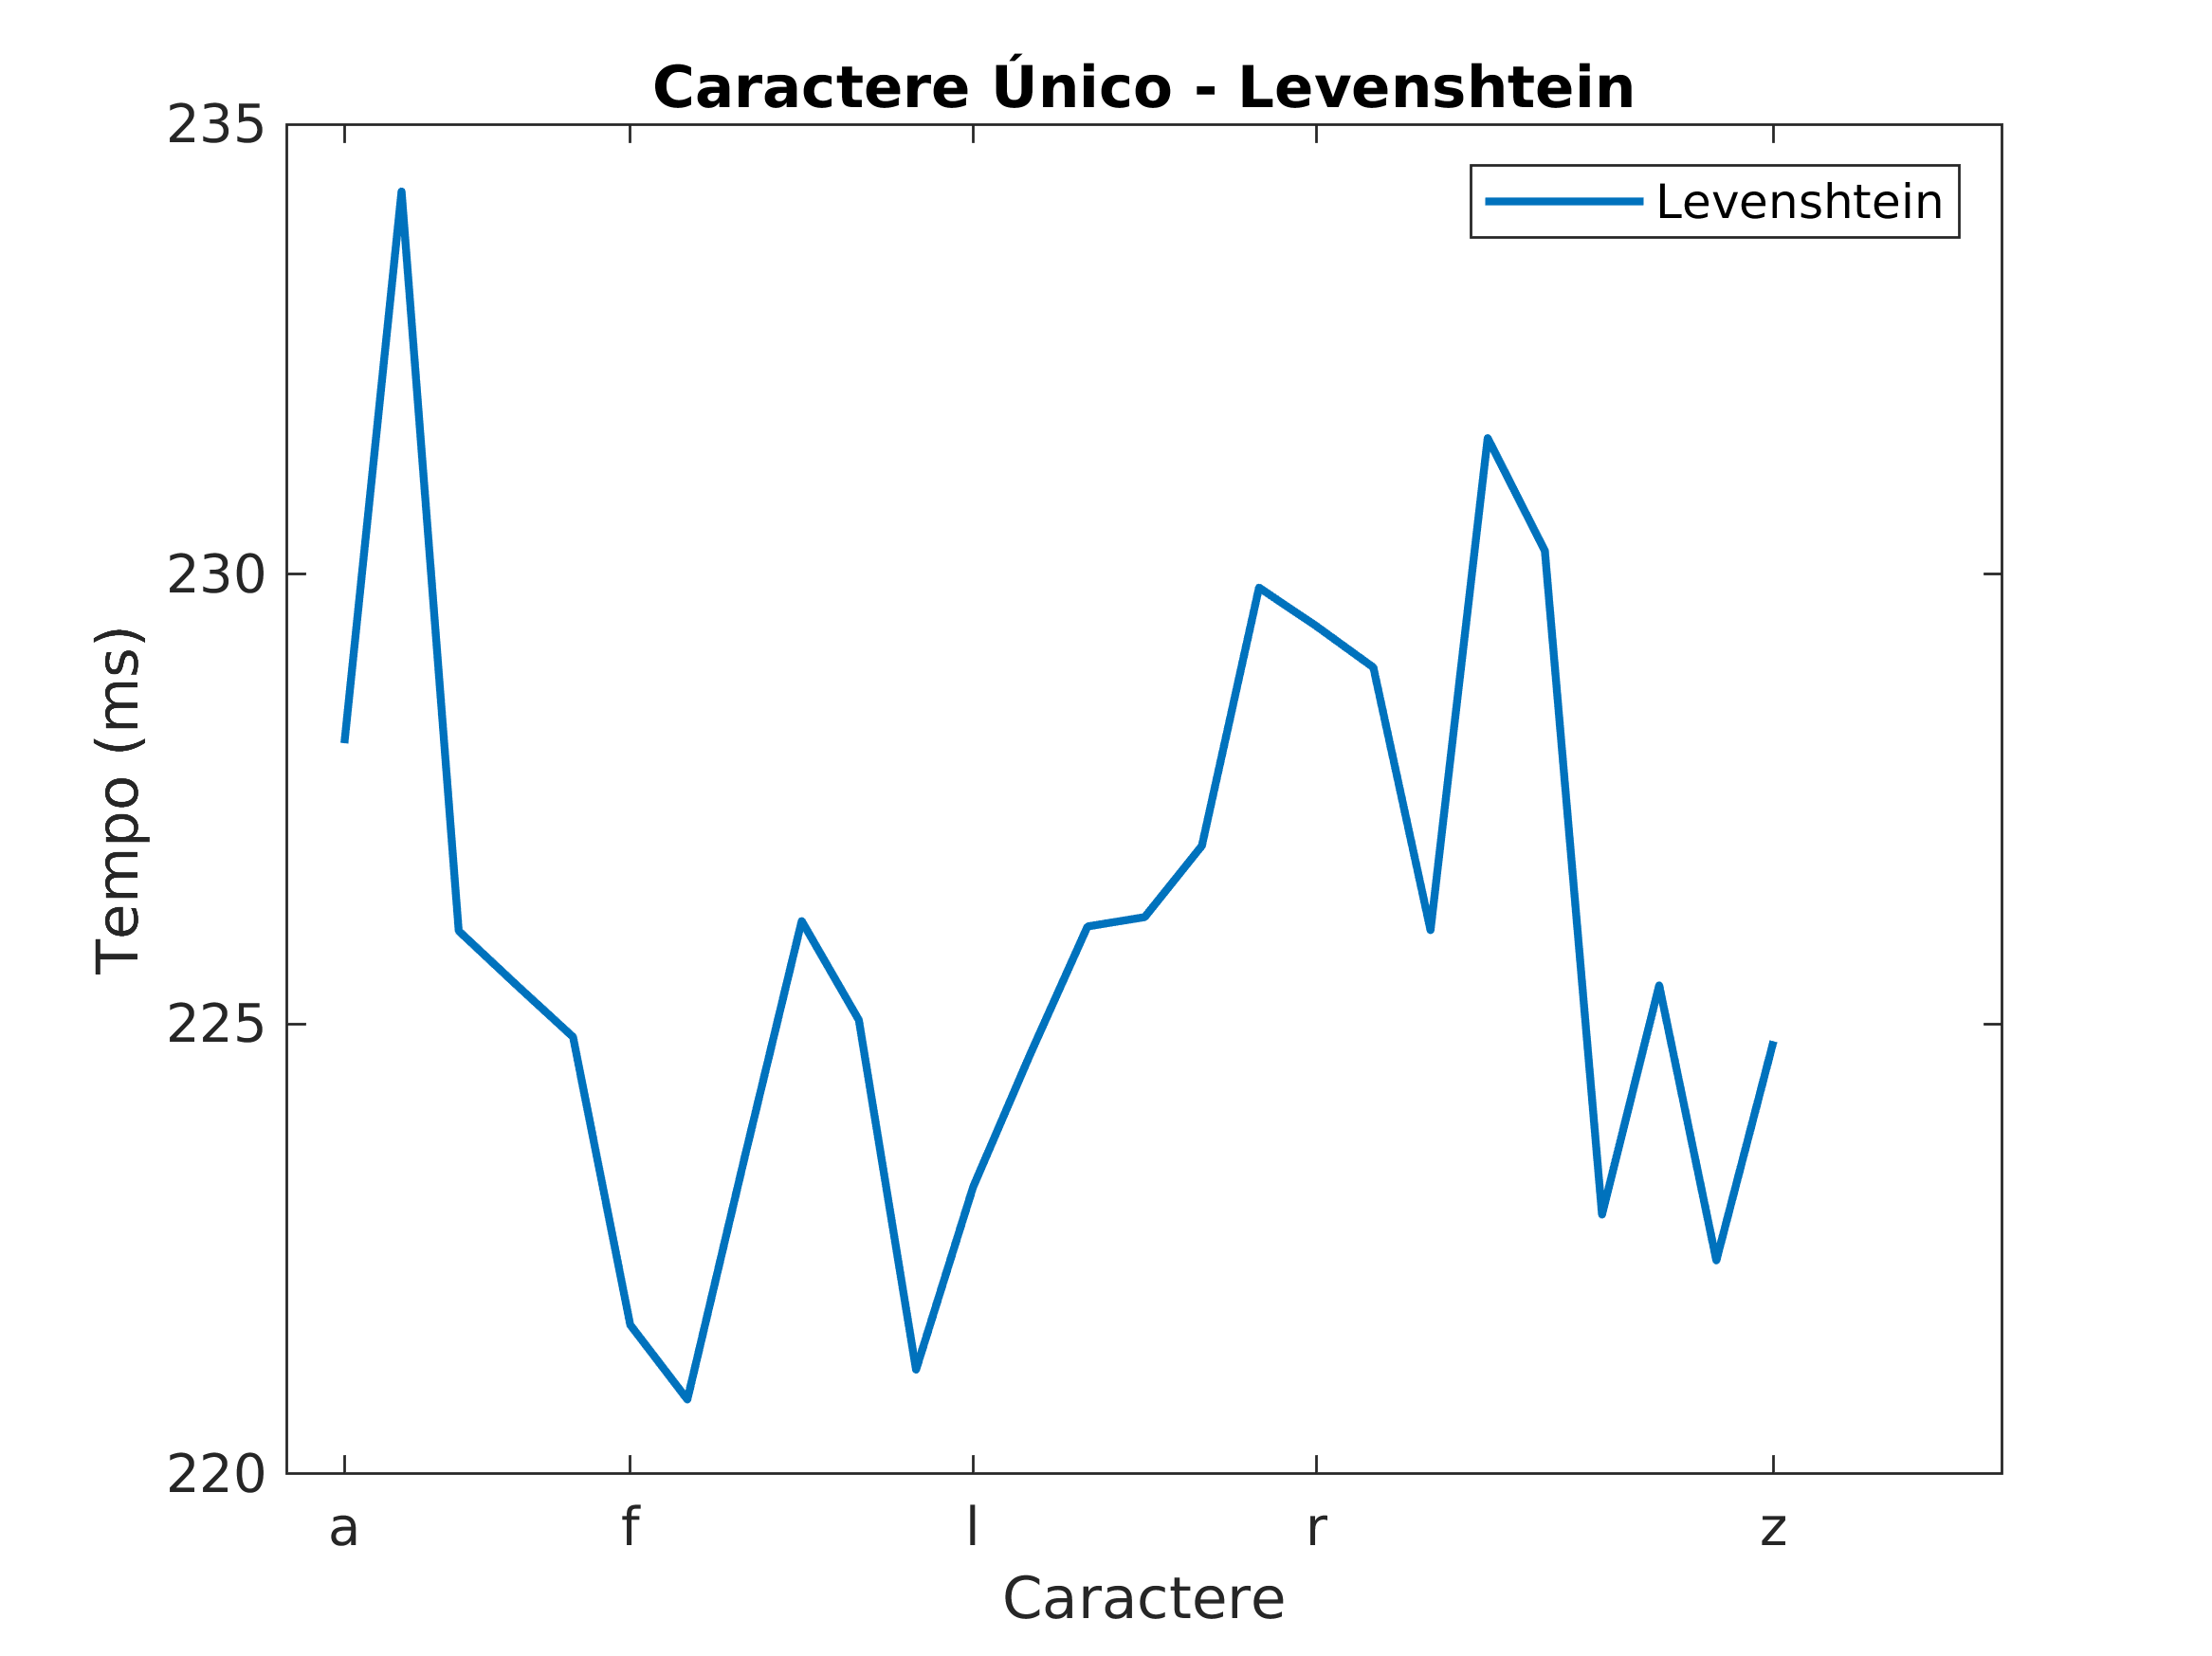 Caractere Único - Levenshtein
235
Levenshtein
230
225
220
Tempo (ms)
a f l r z
Caractere